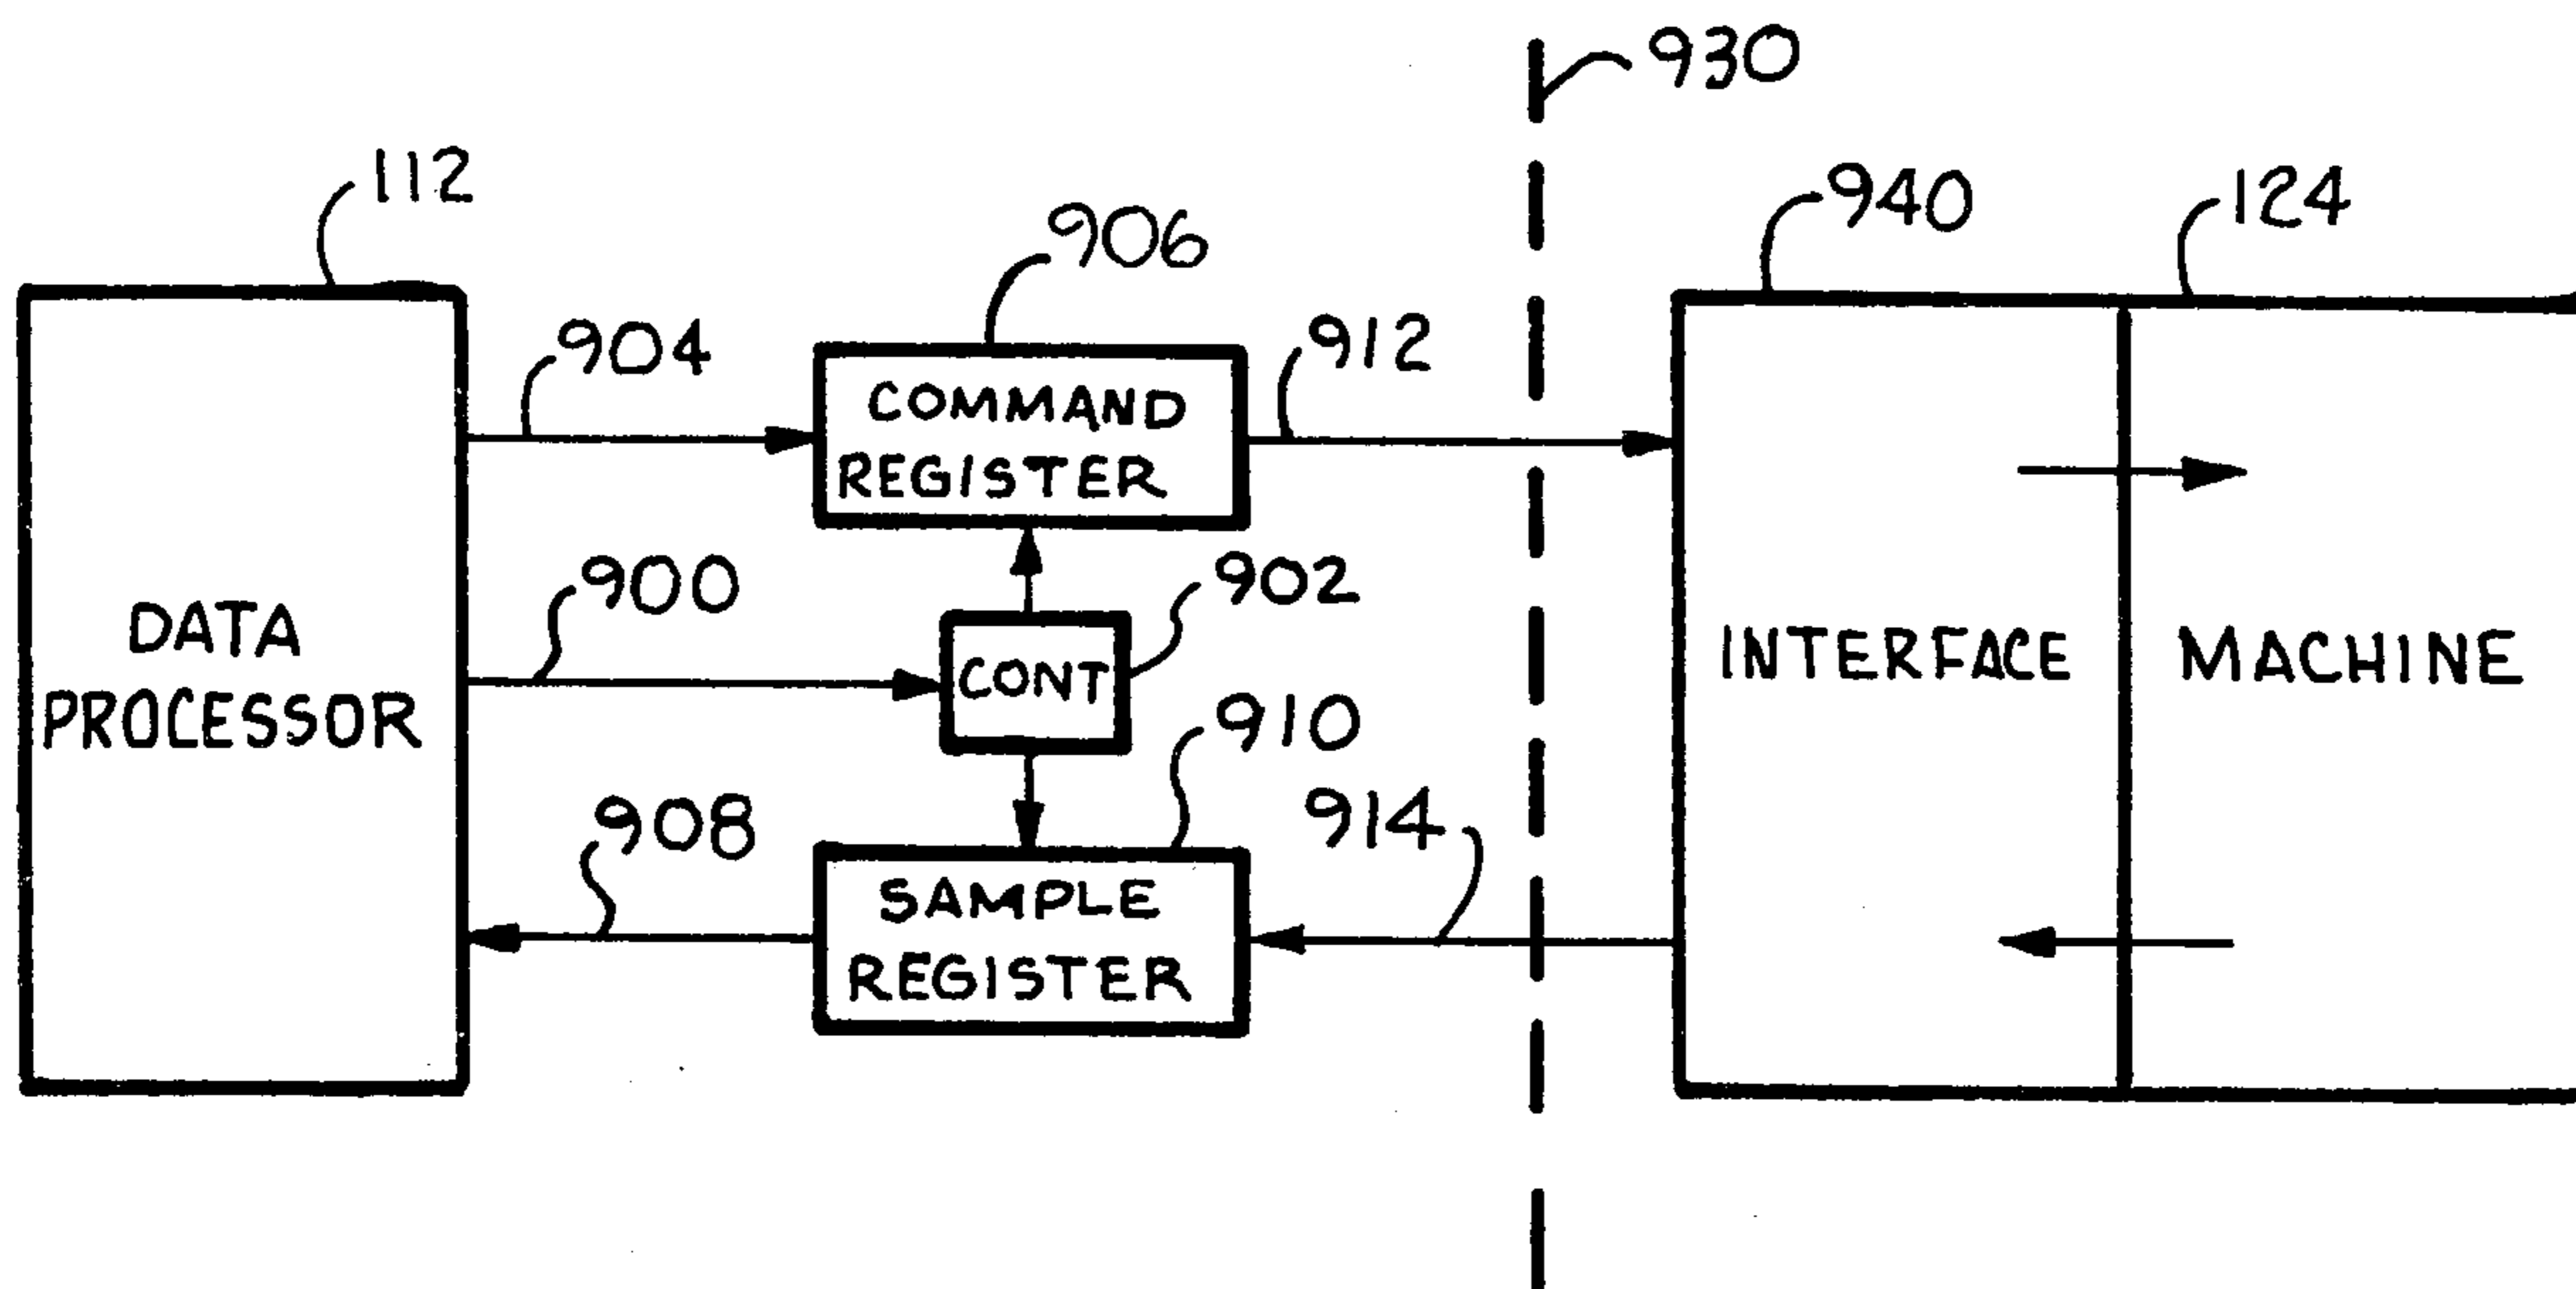 930
112
940
124
906
904
912
COMMAND
REGISTER
900
902
DATA
PROCESSOR
CONT
INTERFACE
MACHINE
910
908
914
SAMPLE
REGISTER